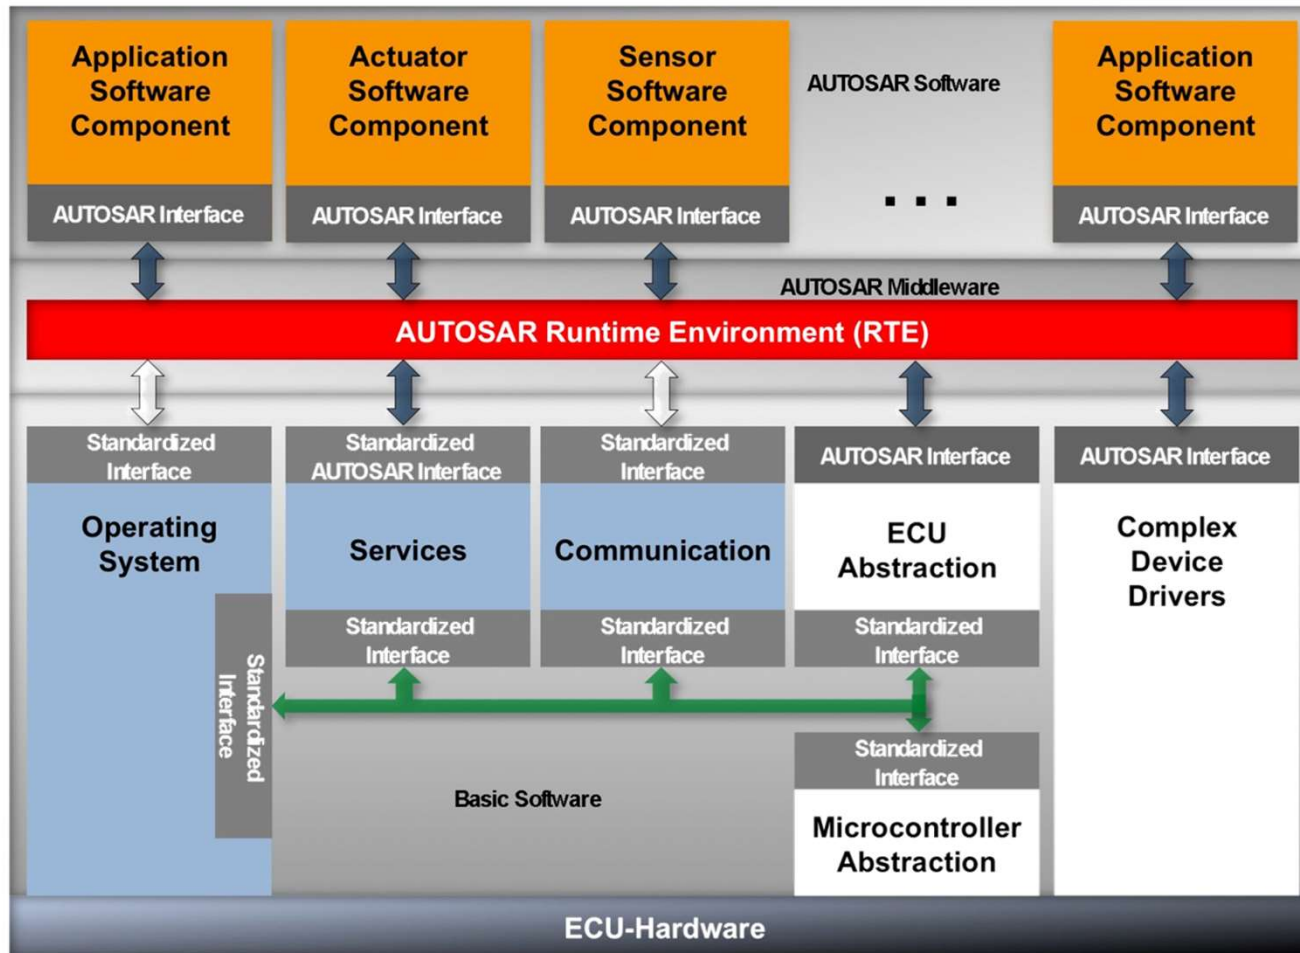 Application
Software
Component
AUTOSAR Interface
Actuator
Software
Component
AUTOSAR Interface
Sensor
Software
Component
AUTOSAR Interface
AUTOSAR Software
...
Application
Software
Component
AUTOSAR Interface
AUTOSAR Middleware
AUTOSAR Runtime Environment (RTE)
Standardized
Interface
Operating
System
Standardized
Interface
Standardized
AUTOSAR Interface
Services
Standardized
Interface
Standardized
Interface
Communication
Standardized
Interface
AUTOSAR Interface
ECU
Abstraction
Standardized
Interface
AUTOSAR Interface
Complex
Device
Drivers
Basic Software
Standardized
Interface
Microcontroller
Abstraction
ECU-Hardware